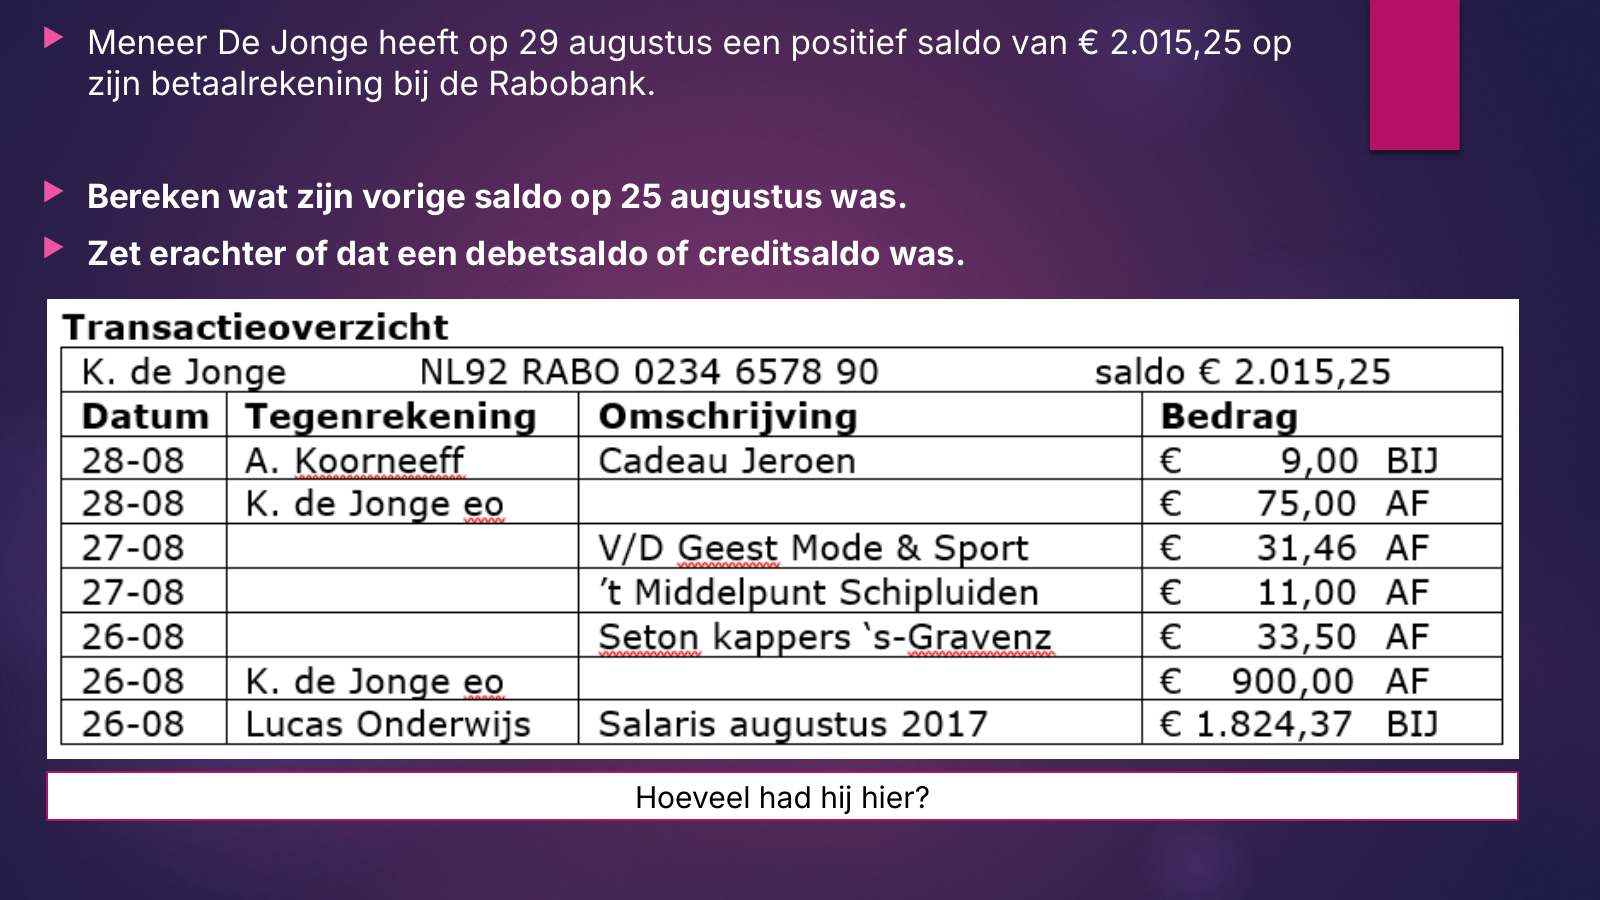 Meneer De Jonge heeft op 29 augustus een positief saldo van € 2.015,25 op
zijn betaalrekening bij de Rabobank.
Bereken wat zijn vorige saldo op 25 augustus was.
Zet erachter of dat een debetsaldo of creditsaldo was.
Transactieoverzicht
K. de Jonge NL92 RABO 0234 6578 90 saldo € 2.015,25
Datum Tegenrekening Omschrijving Bedrag
28-08 A. Koorneeff Cadeau Jeroen € 9,00 BIJ
28-08 K. de Jonge eo € 75,00 AF
27-08 V/D Geest Mode & Sport € 31,46 AF
27-08 ’t Middelpunt Schipluiden € 11,00 AF
26-08 Seton kappers ‘s-Gravenz € 33,50 AF
26-08 K. de Jonge eo € 900,00 AF
26-08 Lucas Onderwijs Salaris augustus 2017 € 1.824,37 BIJ
Hoeveel had hij hier?